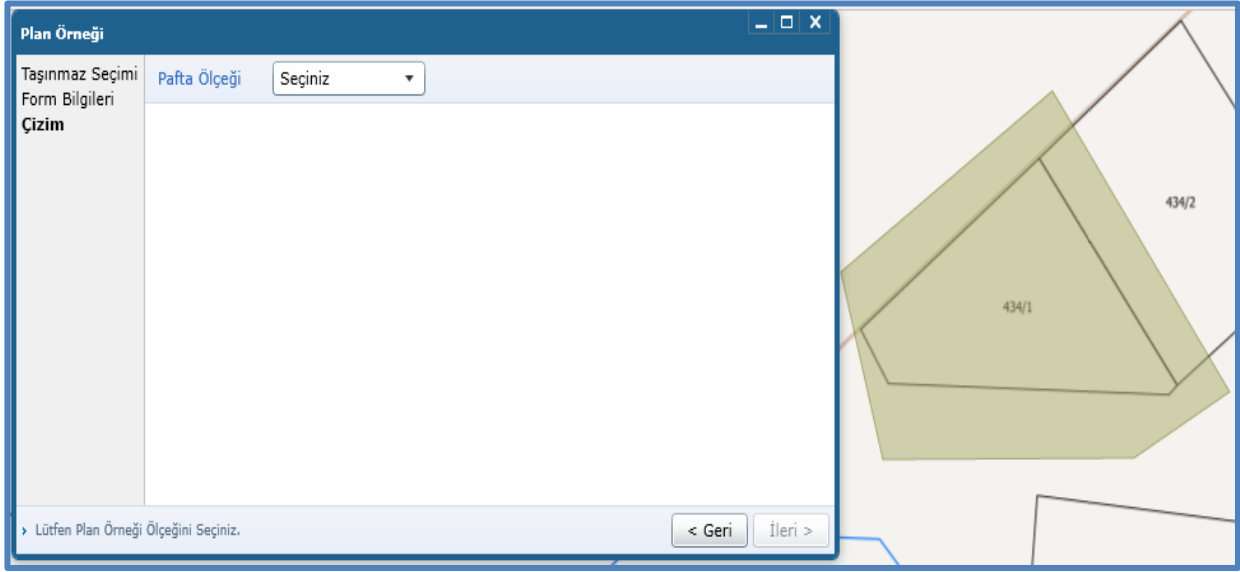 Plan Örneği
Taşınmaz Seçimi
Form Bilgileri
Çizim
Pafta Ölçeği
Seçiniz
434/2
434/1
Lütfen Plan Örneği Ölçeğini Seçiniz.
< Geri
İleri >